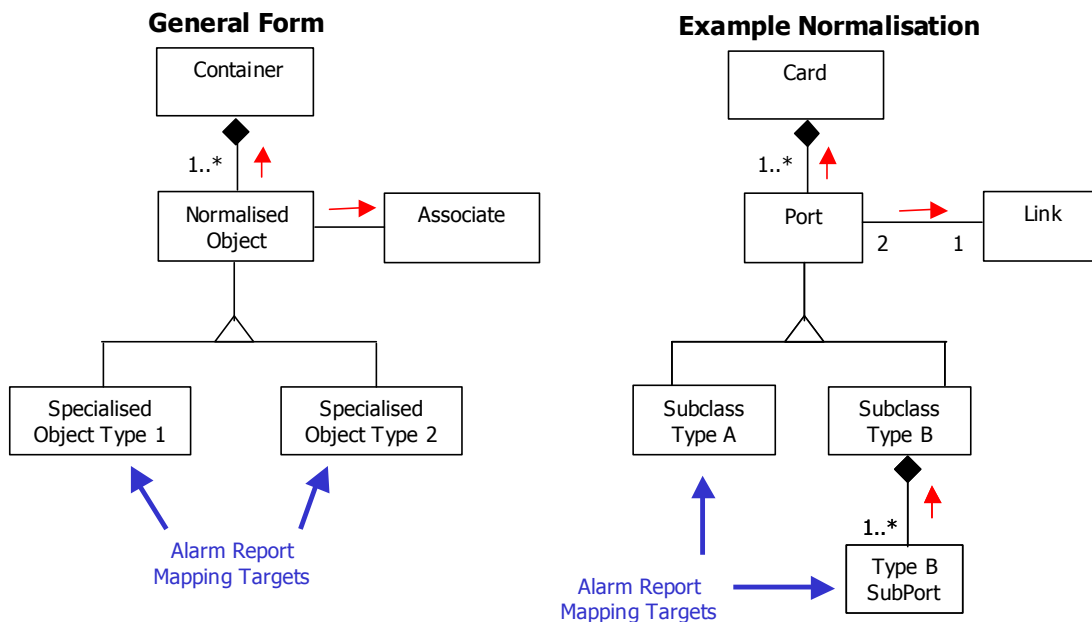 General Form
Container
1..*
Normalised
Object
Associate
Specialised
Object Type 1
Specialised
Object Type 2
Alarm Report
Mapping Targets
Example Normalisation
Card
1..*
Port
2
1
Link
Subclass
Type A
Subclass
Type B
1..*
Type B
SubPort
Alarm Report
Mapping Targets